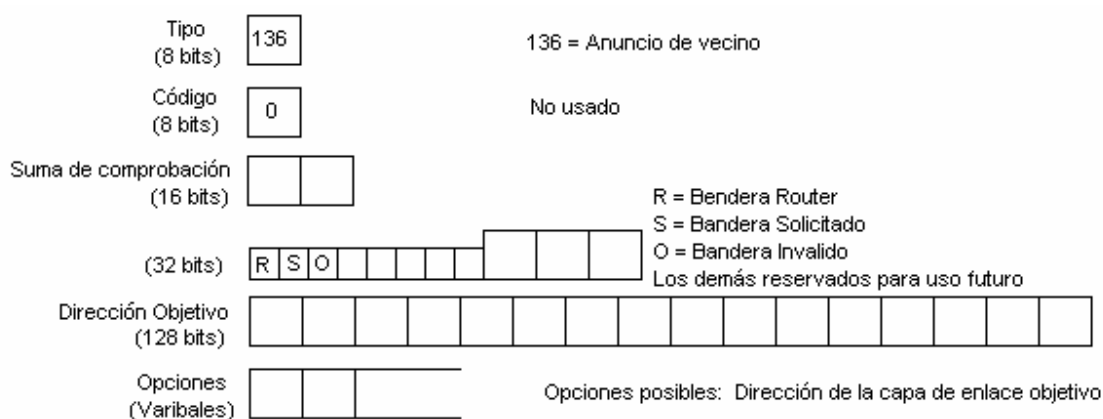 Tipo
(8 bits)
136
136 = Anuncio de vecino
Código
(8 bits)
0
No usado
Suma de comprobación
(16 bits)
R = Bendera Router
S = Bandera Solicitado
O = Bandera Invalido
Los demás reservados para uso futuro
(32 bits)
R S O
Dirección Objetivo
(128 bits)
Opciones
(Varibales)
Opciones posibles: Dirección de la capa de enlace objetivo